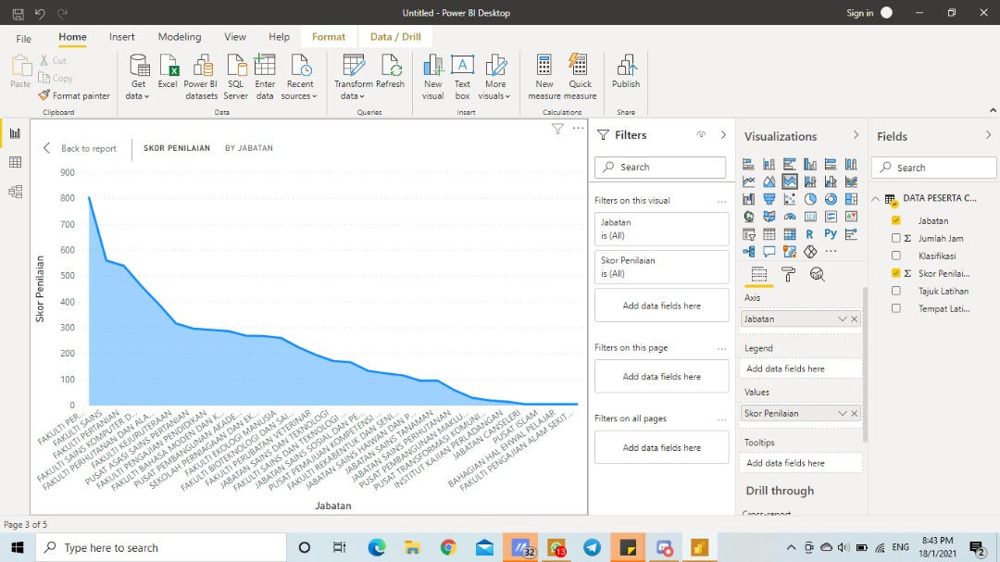 Untitled - Power BI Desktop
Sign in
File Home Insert Modeling View Help Format Data / Drill
Paste
Cut
Copy
Format painter
Clipboard
Get data
Excel
Power BI datasets
SQL Server
Enter data
Recent sources
Data
Transform data
Refresh
Queries
New visual
Text box
More visuals
Insert
New measure
Quick measure
Calculations
Publish
Share
Back to report
SKOR PENILAIAN BY JABATAN
900
800
700
600
500
400
300
200
100
0
Skor Penilaian
FAKULTI PER...
FAKULTI SAINS
FAKULTI PERTANIAN
FAKULTI SAINS KOMPUTER D...
FAKULTI PERHUTANAN DAN ALA...
FAKULTI KEJURUTERAAN
PUSAT ASASI SAINS PERTANIAN
FAKULTI PENGAJIAN PENDIDIKAN
FAKULTI BAHASA MODEN DAN K...
PUSAT PEMBANGUNAN AKADE...
SEKOLAH PERNIAGAAN DAN EK...
FAKULTI EKOLOGI MANUSIA
FAKULTI BIOTEKNOLOGI DAN SAI...
FAKULTI PERUBATAN VETERINAR
JABATAN SAINS DAN TEKNOLOGI
FAKULTI SAINS DAN TEKNOLOGI...
JABATAN SAINS SOSIAL DAN PE...
PUSAT PEMAJUAN KOMPETENSI...
FAKULTI REKABENTUK DAN SENI...
JABATAN SAINS HAIWAN DAN P...
JABATAN SAINS TANAMAN
JABATAN SAINS PERHUTANAN
PUSAT PEMBANGUNAN MAKLU...
PUSAT TRANSFORMASI KOMUNI...
INSTITUT KAJIAN PERLADANGAN
JABATAN CANSELERI
PUSAT ISLAM
BAHAGIAN HAL EHWAL PELAJAR
FAKULTI PENGAJIAN ALAM SEKIT...
Jabatan
Filters
Search
Filters on this visual
Jabatan
is (All)
Skor Penilaian
is (All)
Add data fields here
Filters on this page
Add data fields here
Filters on all pages
Add data fields here
Visualizations
R Py
Axis
Jabatan
Legend
Add data fields here
Values
Skor Penilaian
Tooltips
Add data fields here
Drill through
Cross-report
Fields
Search
DATA PESERTA C...
Jabatan
Σ Jumlah Jam
Klasifikasi
Σ Skor Penilai...
Tajuk Latihan
Tempat Lati...
Page 3 of 5
Type here to search
32
13
ENG
8:43 PM
18/1/2021
2